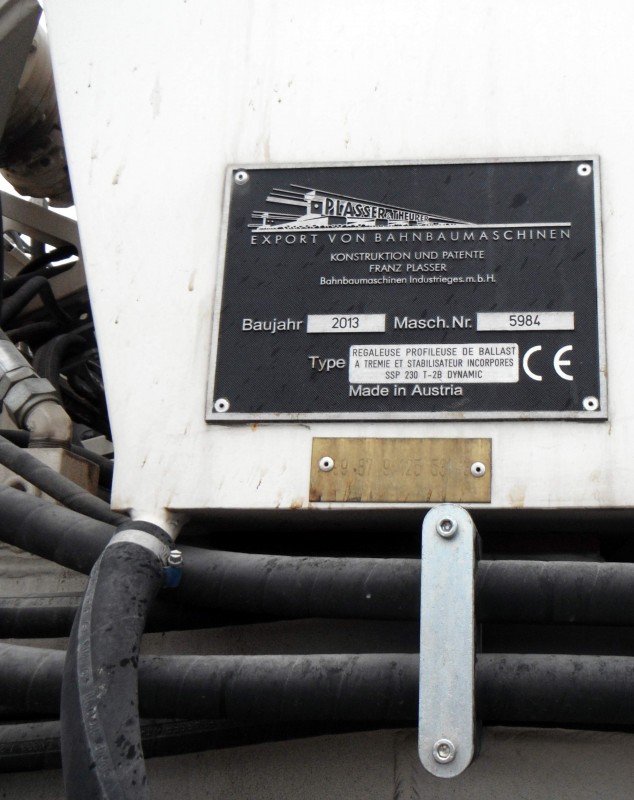 PLASSER & THEURER
EXPORT VON BAHNBAUMASCHINEN
KONSTRUKTION UND PATENTE
FRANZ PLASSER
Bahnbaumaschinen Industrieges.m.b.H.
Baujahr 2013 Masch.Nr. 5984
Type REGALEUSE PROFILEUSE DE BALLAST
A TREMIE ET STABILISATEUR INCORPORES
SSP 230 T-2B DYNAMIC
CE
Made in Austria